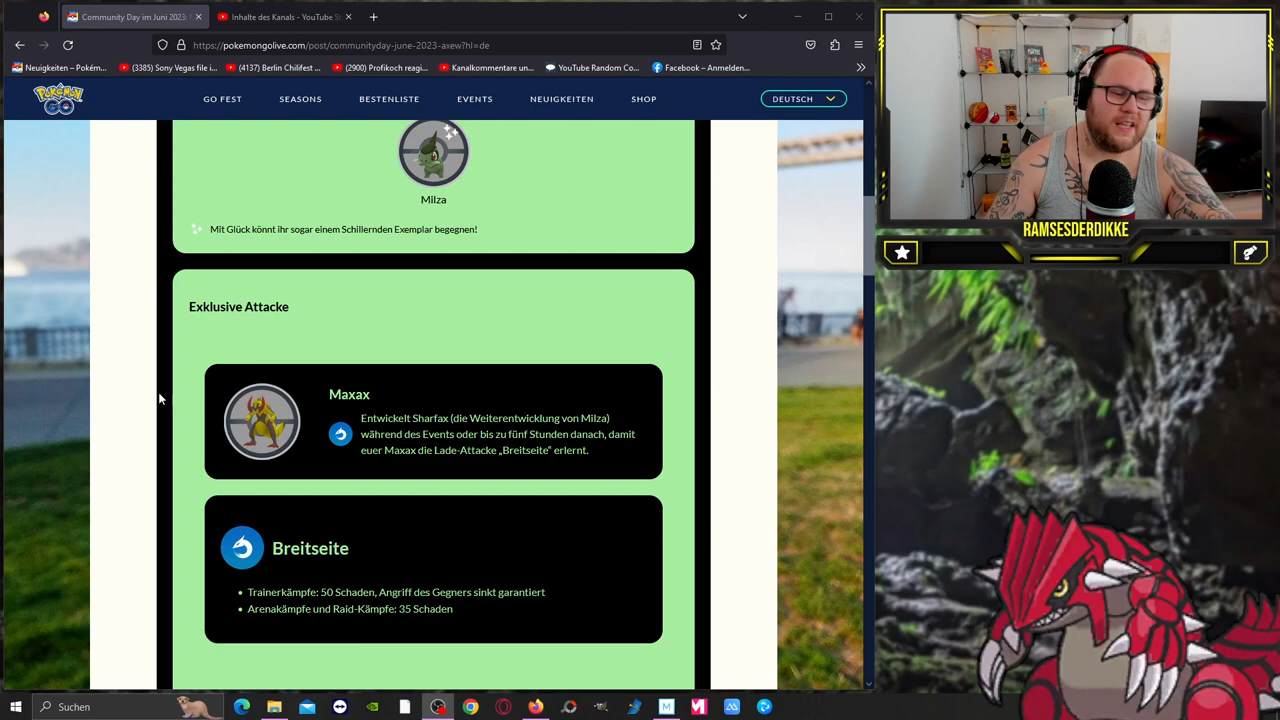 Community Day im Juni 2023:
Inhalte des Kanals - YouTube S
https://pokemongolive.com/post/communityday-june-2023-axew?hl=de
Neuigkeiten – Pokém...
(3385) Sony Vegas file i...
(4137) Berlin City Fest ...
(2900) Profikoch reagi...
Kanalkommentare un...
YouTube Random Co...
Facebook – Anmelden...
Pokémon GO
GO FEST
SEASONS
BESTENLISTE
EVENTS
NEUIGKEITEN
SHOP
DEUTSCH
Milza
Mit Glück könnt ihr sogar einem Schillernden Exemplar begegnen!
Exklusive Attacke
Maxax
Entwickelt Sharfax (die Weiterentwicklung von Milza)
während des Events oder bis zu fünf Stunden danach, damit
euer Maxax die Lade-Attacke „Breitseite“ erlernt.
Breitseite
• Trainerkämpfe: 50 Schaden, Angriff des Gegners sinkt garantiert
• Arenakämpfe und Raid-Kämpfe: 35 Schaden
RAMSESDERDIKKE
Suchen